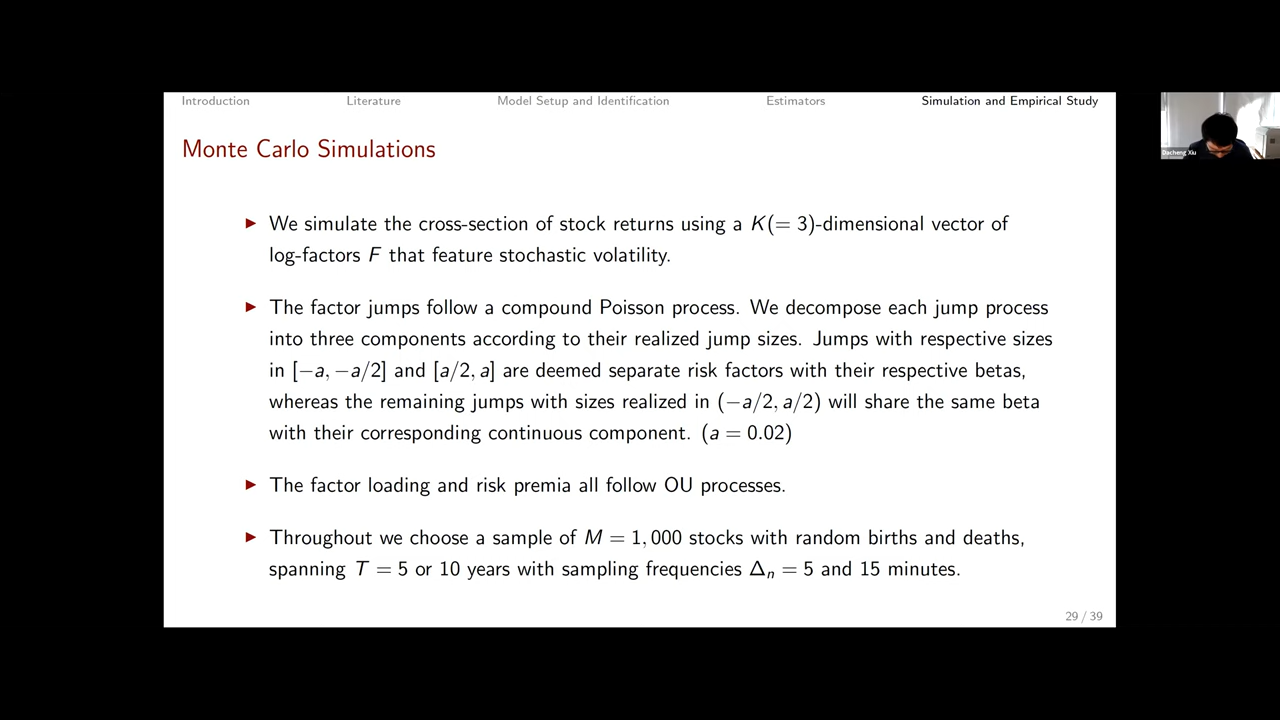 Introduction Literature Model Setup and Identification Estimators Simulation and Empirical Study
Monte Carlo Simulations
▶ We simulate the cross-section of stock returns using a K(= 3)-dimensional vector of
log-factors F that feature stochastic volatility.
▶ The factor jumps follow a compound Poisson process. We decompose each jump process
into three components according to their realized jump sizes. Jumps with respective sizes
in [−a, −a/2] and [a/2, a] are deemed separate risk factors with their respective betas,
whereas the remaining jumps with sizes realized in (−a/2, a/2) will share the same beta
with their corresponding continuous component. (a = 0.02)
▶ The factor loading and risk premia all follow OU processes.
▶ Throughout we choose a sample of M = 1, 000 stocks with random births and deaths,
spanning T = 5 or 10 years with sampling frequencies Δn = 5 and 15 minutes.
29 / 39
Dacheng Xiu